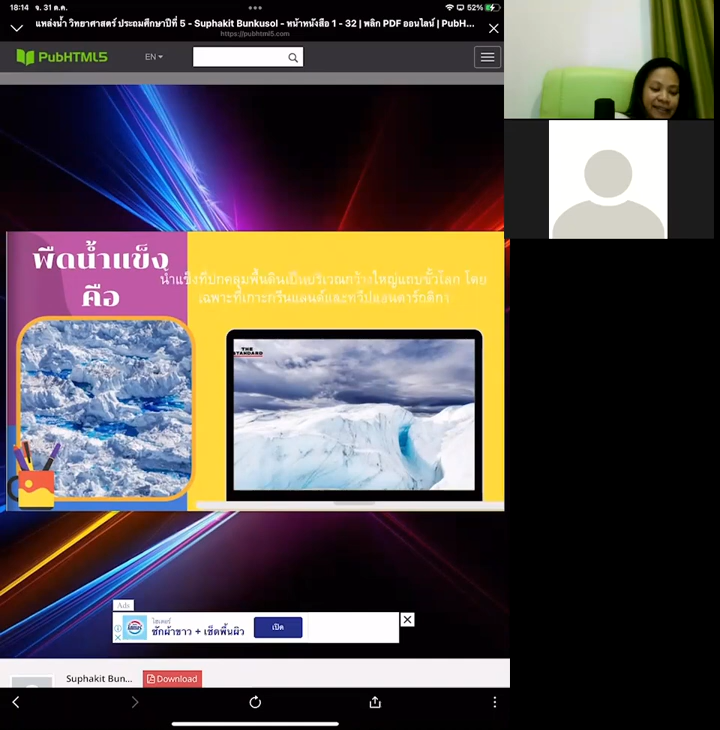 18:14 จ. 31 ต.ค.
52%
แหล่งน้ำ วิทยาศาสตร์ ประถมศึกษาปีที่ 5 - Suphakit Bunkusol - หน้าหนังสือ 1 - 32 | พลิก PDF ออนไลน์ | PubH...
https://pubhtml5.com
PubHTML5
EN
พืดน้ำแข็ง
คือ
น้ำแข็งที่ปกคลุมพื้นดินเป็นบริเวณกว้างใหญ่แถบขั้วโลก โดย
เฉพาะที่เกาะกรีนแลนด์และทวีปแอนตาร์กติกา
THE
STANDARD
Ads
ไฮเตอร์
ซักผ้าขาว + เช็ดพื้นผิว
เปิด
Suphakit Bun...
Download